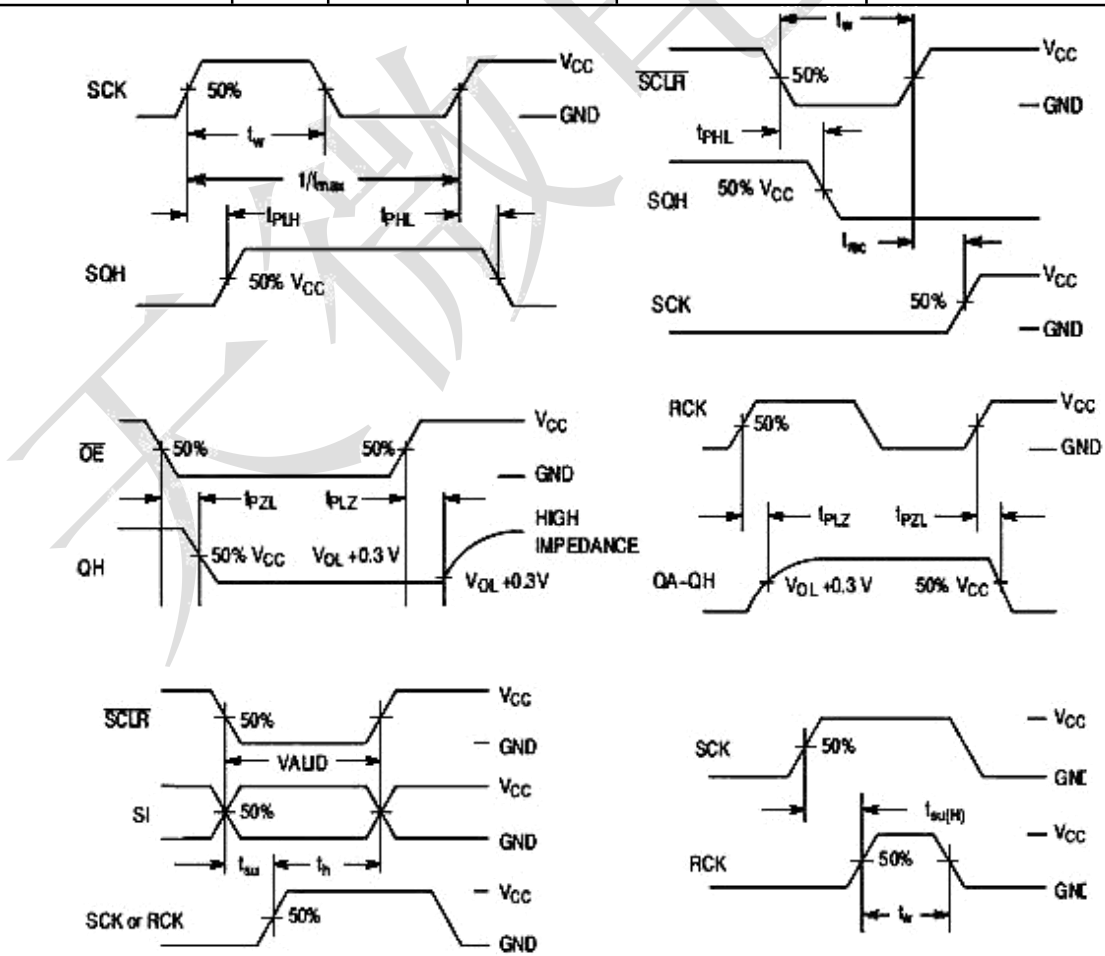 SCK
50%
V_CC
GND
t_w
1/f_max
t_PLH
t_PHL
SQH
50% V_CC
t_w
SCLR
50%
V_CC
GND
t_PHL
SQH
50% V_CC
t_rec
SCK
50%
V_CC
GND
OE
50%
50%
V_CC
GND
t_PZL
t_PLZ
QH
50% V_CC
V_OL +0.3 V
HIGH
IMPEDANCE
V_OL +0.3V
RCK
50%
V_CC
GND
t_PLZ
t_PZL
QA-QH
V_OL +0.3 V
50% V_CC
SCLR
50%
V_CC
GND
VALID
SI
50%
V_CC
GND
t_su
t_h
SCK or RCK
50%
V_CC
GND
SCK
50%
V_CC
GND
t_su(H)
RCK
50%
V_CC
GND
t_w